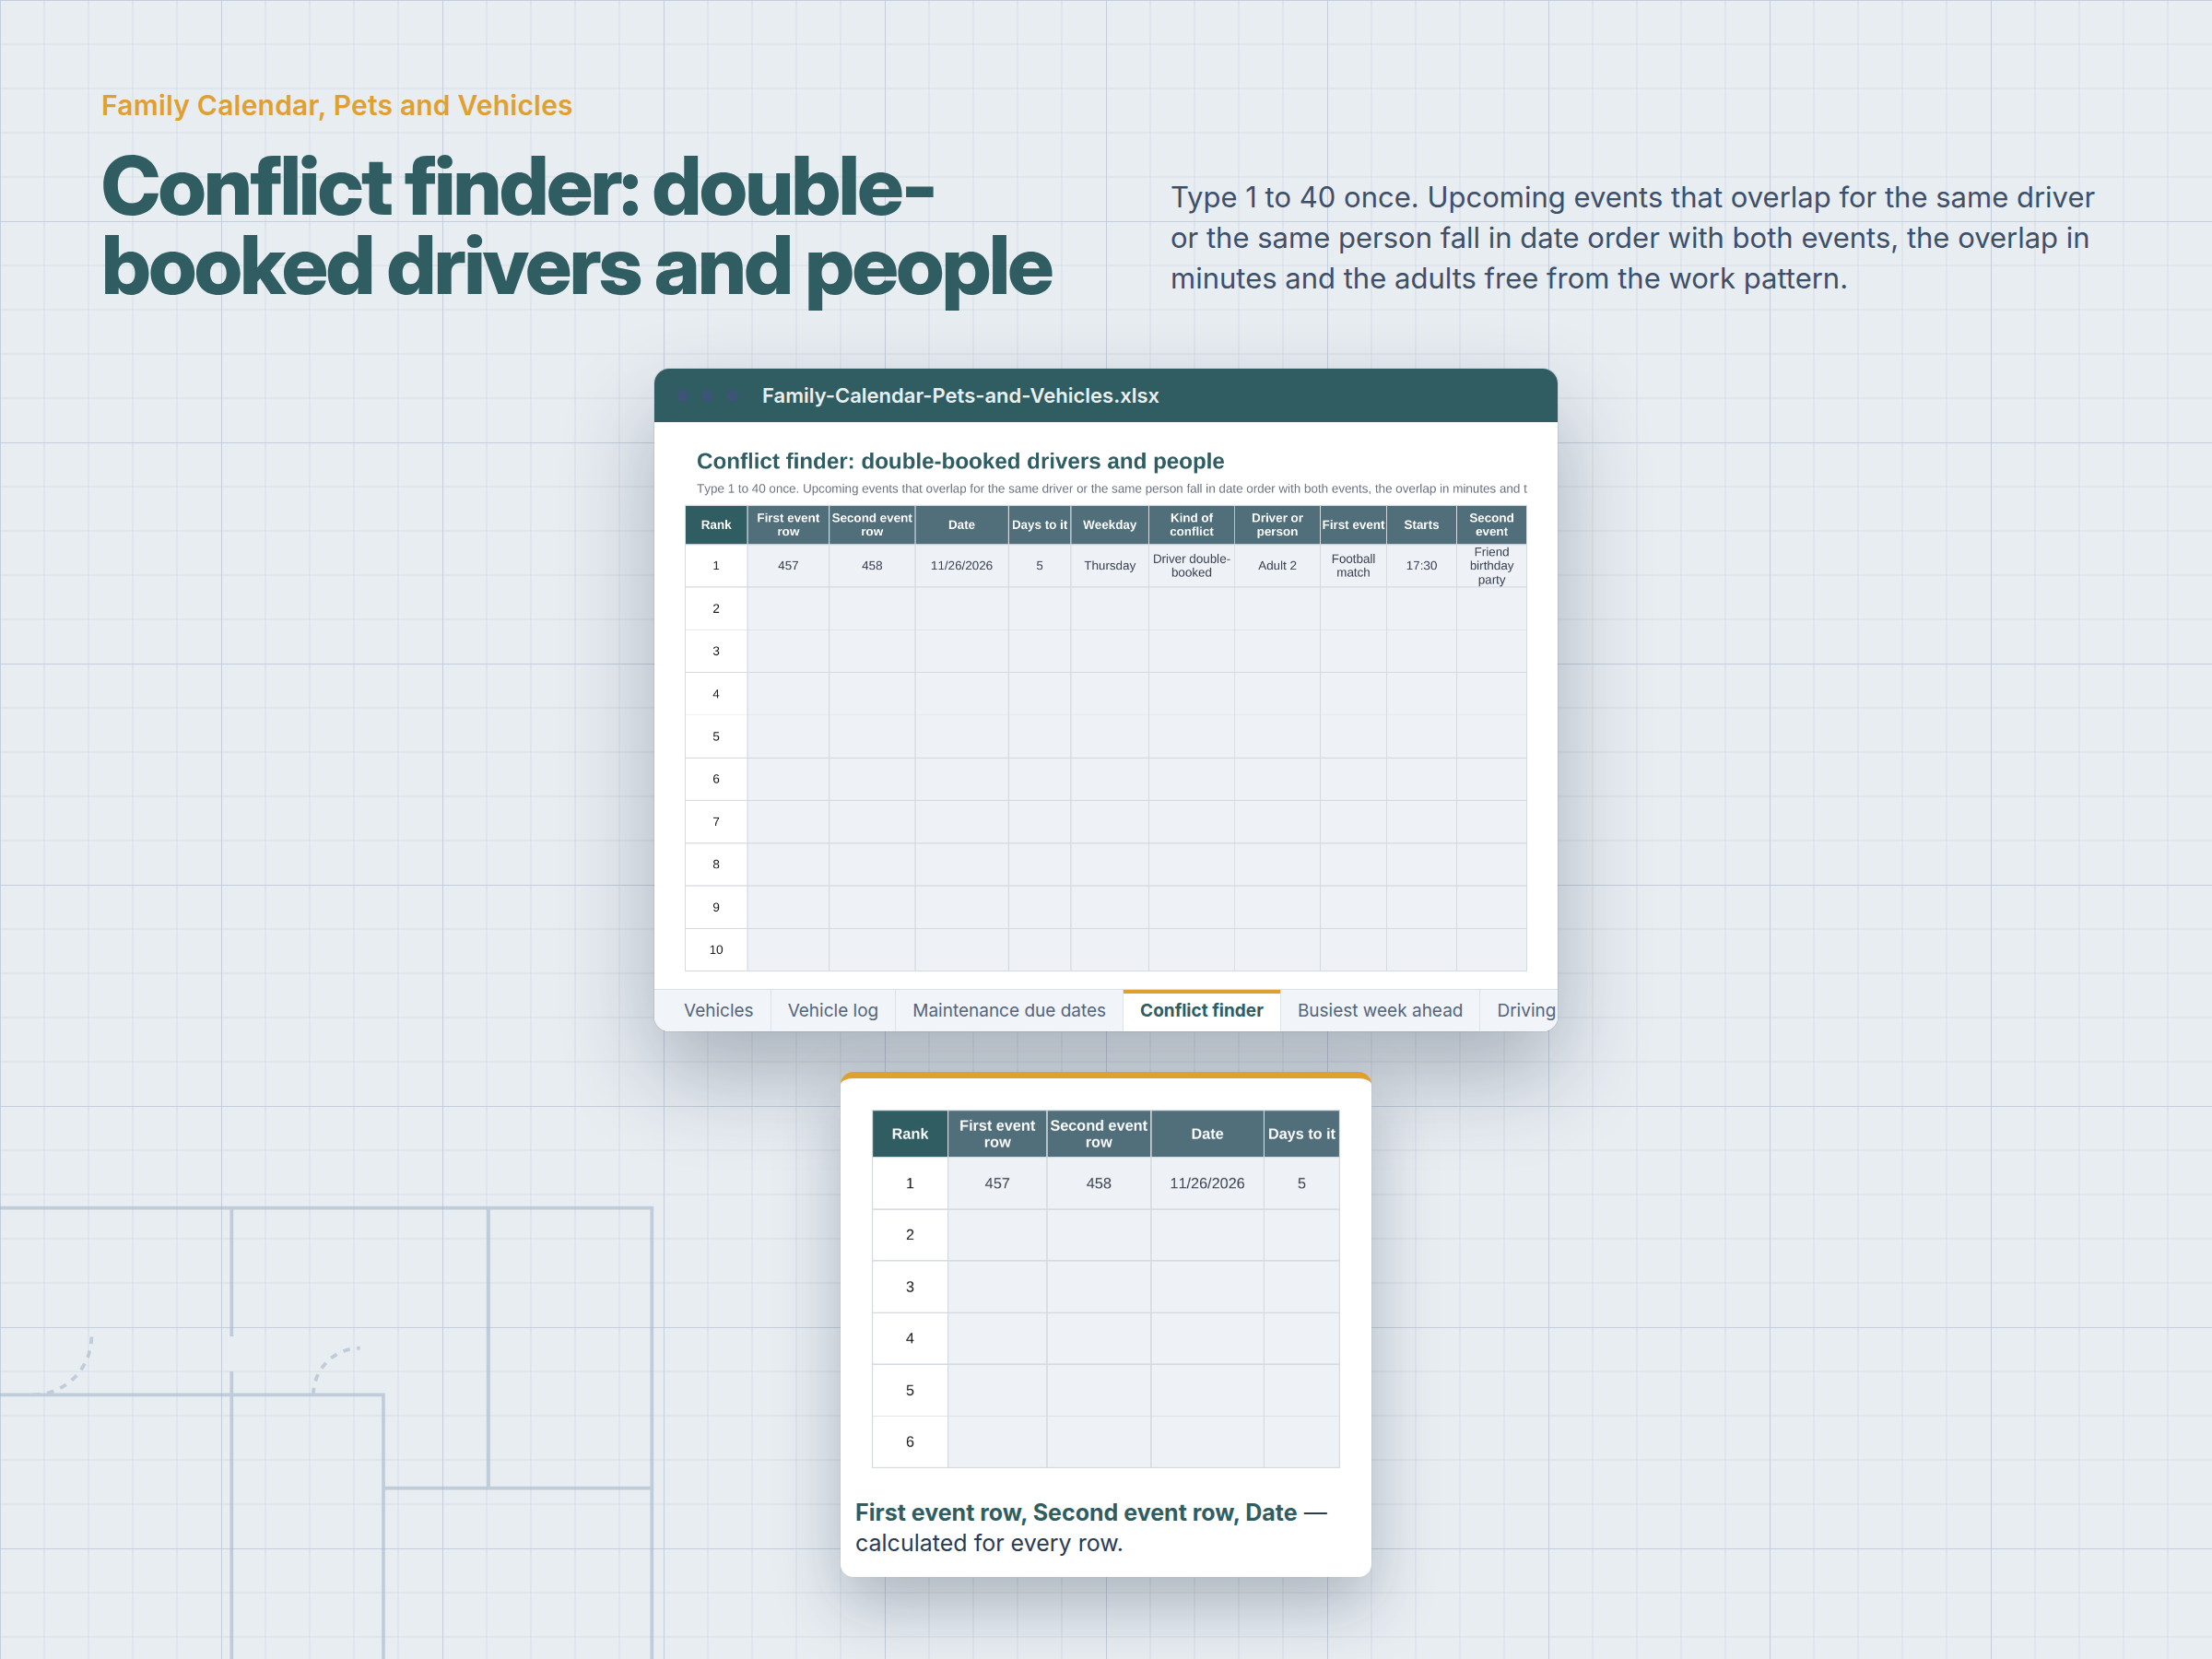 Family Calendar, Pets and Vehicles
Conflict finder: double-
booked drivers and people
Type 1 to 40 once. Upcoming events that overlap for the same driver
or the same person fall in date order with both events, the overlap in
minutes and the adults free from the work pattern.
Family-Calendar-Pets-and-Vehicles.xlsx
Conflict finder: double-booked drivers and people
Type 1 to 40 once. Upcoming events that overlap for the same driver or the same person fall in date order with both events, the overlap in minutes and t
Rank First event row Second event row Date Days to it Weekday Kind of conflict Driver or person First event Starts Second event
1 457 458 11/26/2026 5 Thursday Driver double-booked Adult 2 Football match 17:30 Friend birthday party
2
3
4
5
6
7
8
9
10
Vehicles Vehicle log Maintenance due dates Conflict finder Busiest week ahead Driving
Rank First event row Second event row Date Days to it
1 457 458 11/26/2026 5
2
3
4
5
6
First event row, Second event row, Date —
calculated for every row.